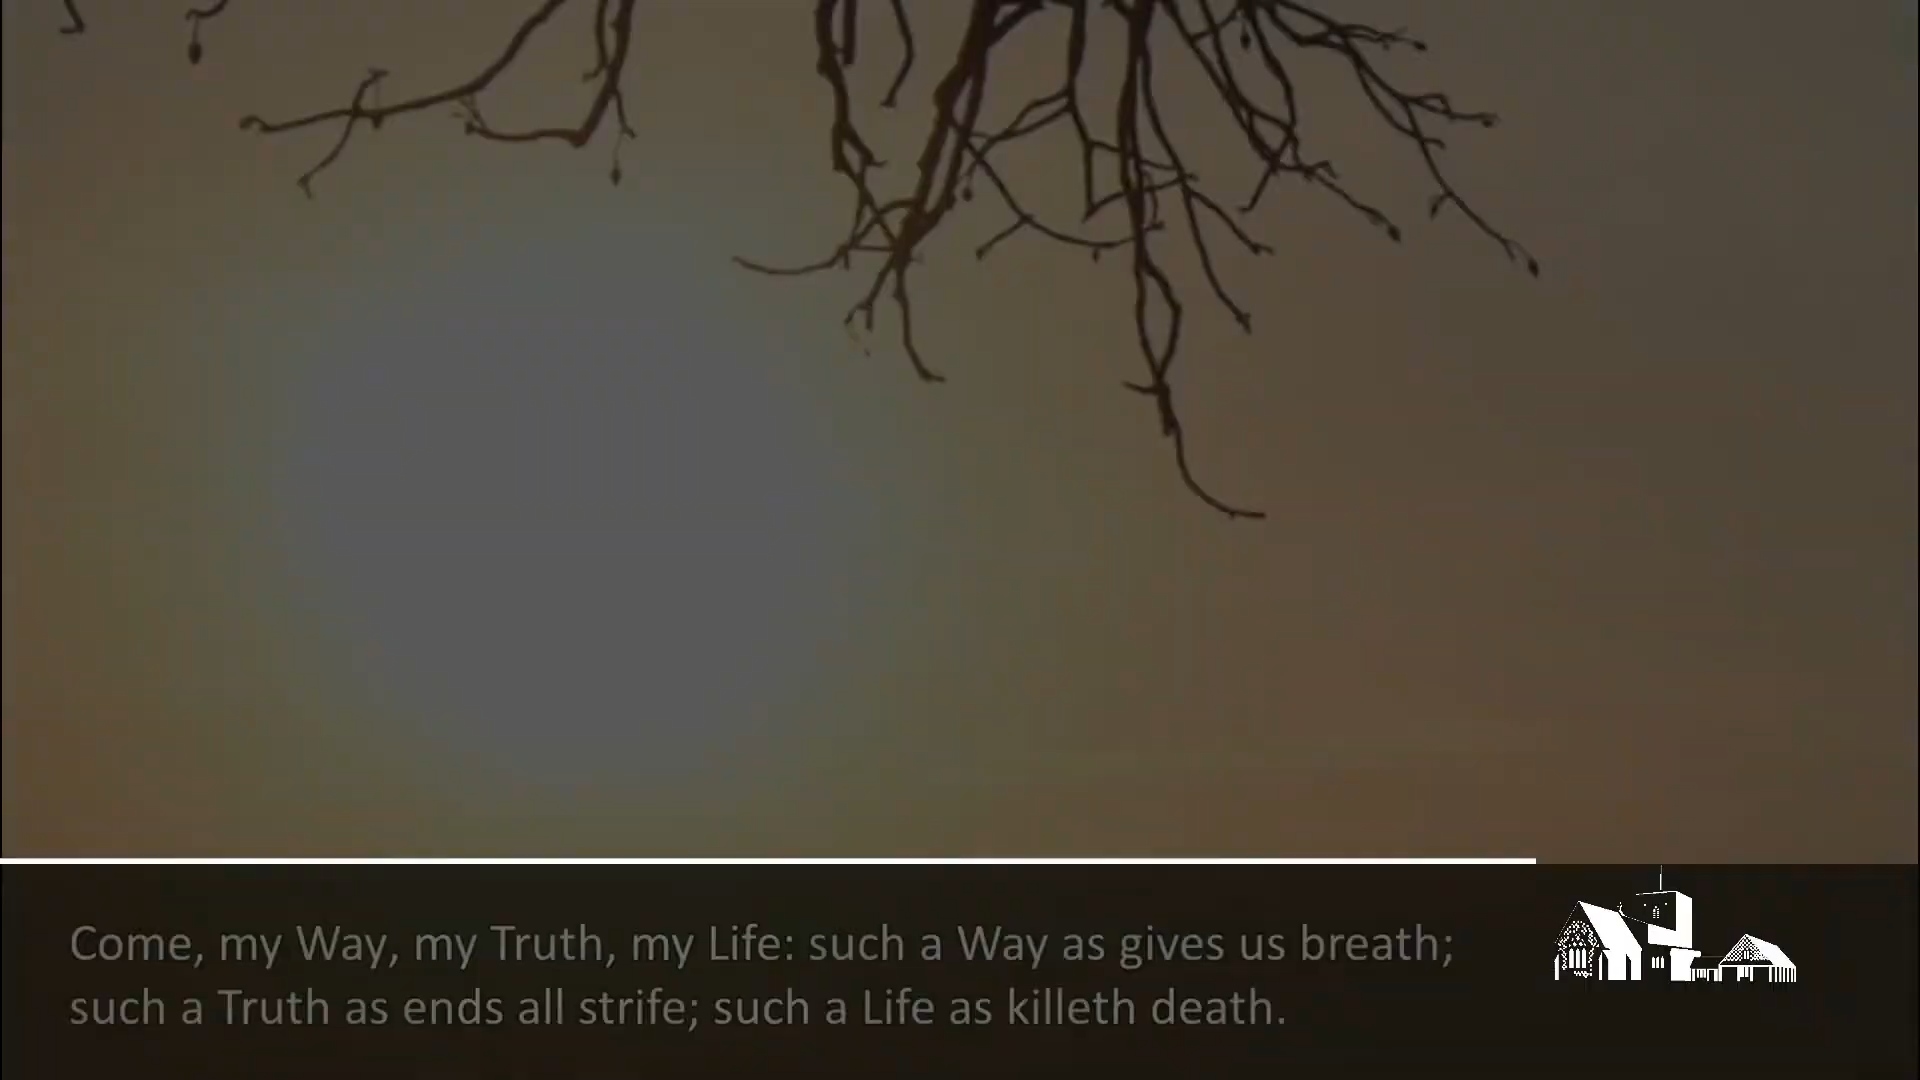 Come, my Way, my Truth, my Life: such a Way as gives us breath;
such a Truth as ends all strife; such a Life as killeth death.